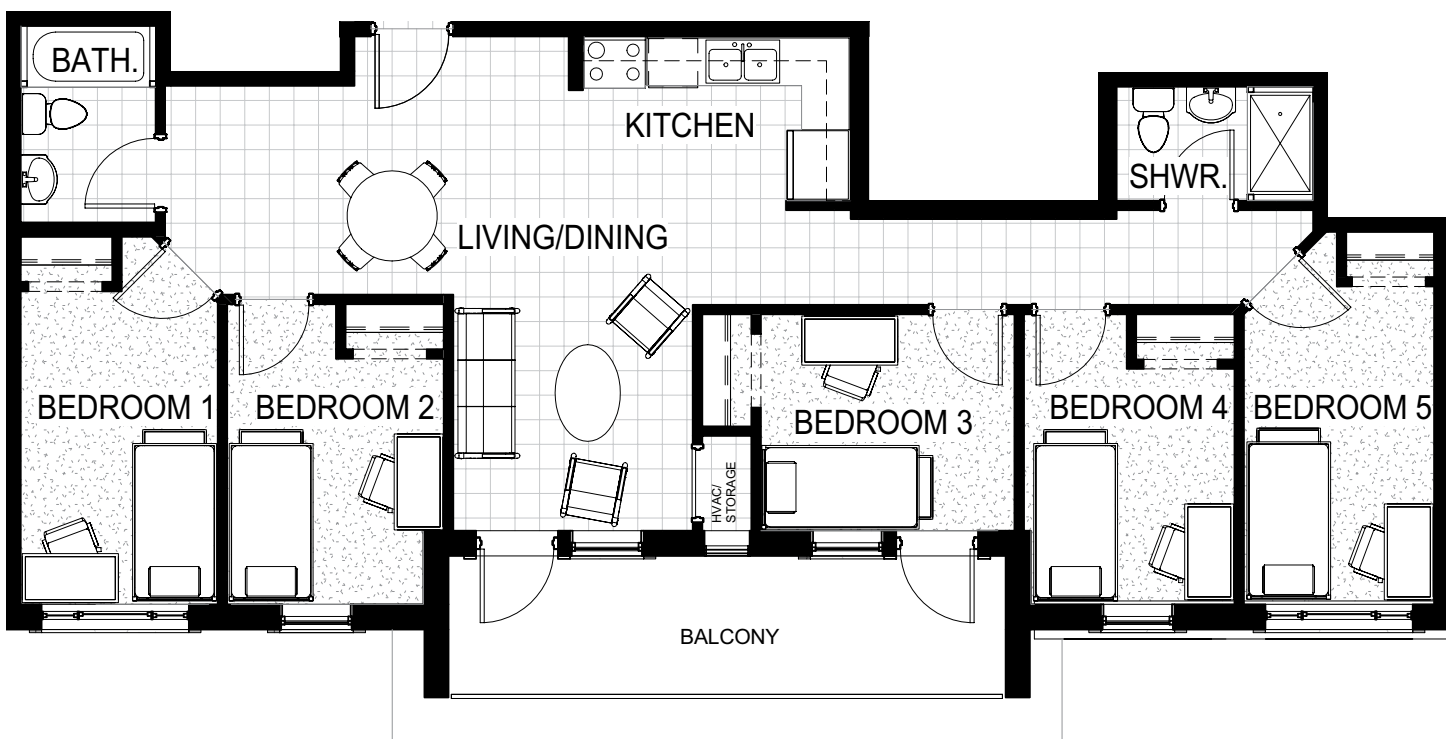 BATH.
KITCHEN
SHWR.
LIVING/DINING
BEDROOM 1
BEDROOM 2
BEDROOM 3
BEDROOM 4
BEDROOM 5
HVAC/
STORAGE
BALCONY